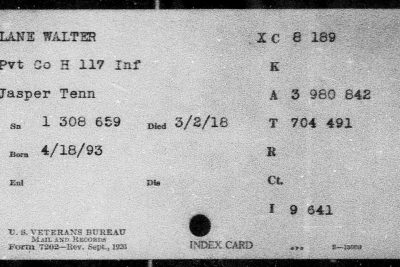 LANE WALTER XC 8 189
Pvt Co H 117 Inf K
Jasper Tenn A 3 980 842
Sn 1 308 659 Died 3/2/18 T 704 491
Born 4/18/93 R
Enl Dis Ct.
I 9 641
U. S. VETERANS BUREAU
MAIL AND RECORDS
Form 7202—Rev. Sept., 1926 INDEX CARD